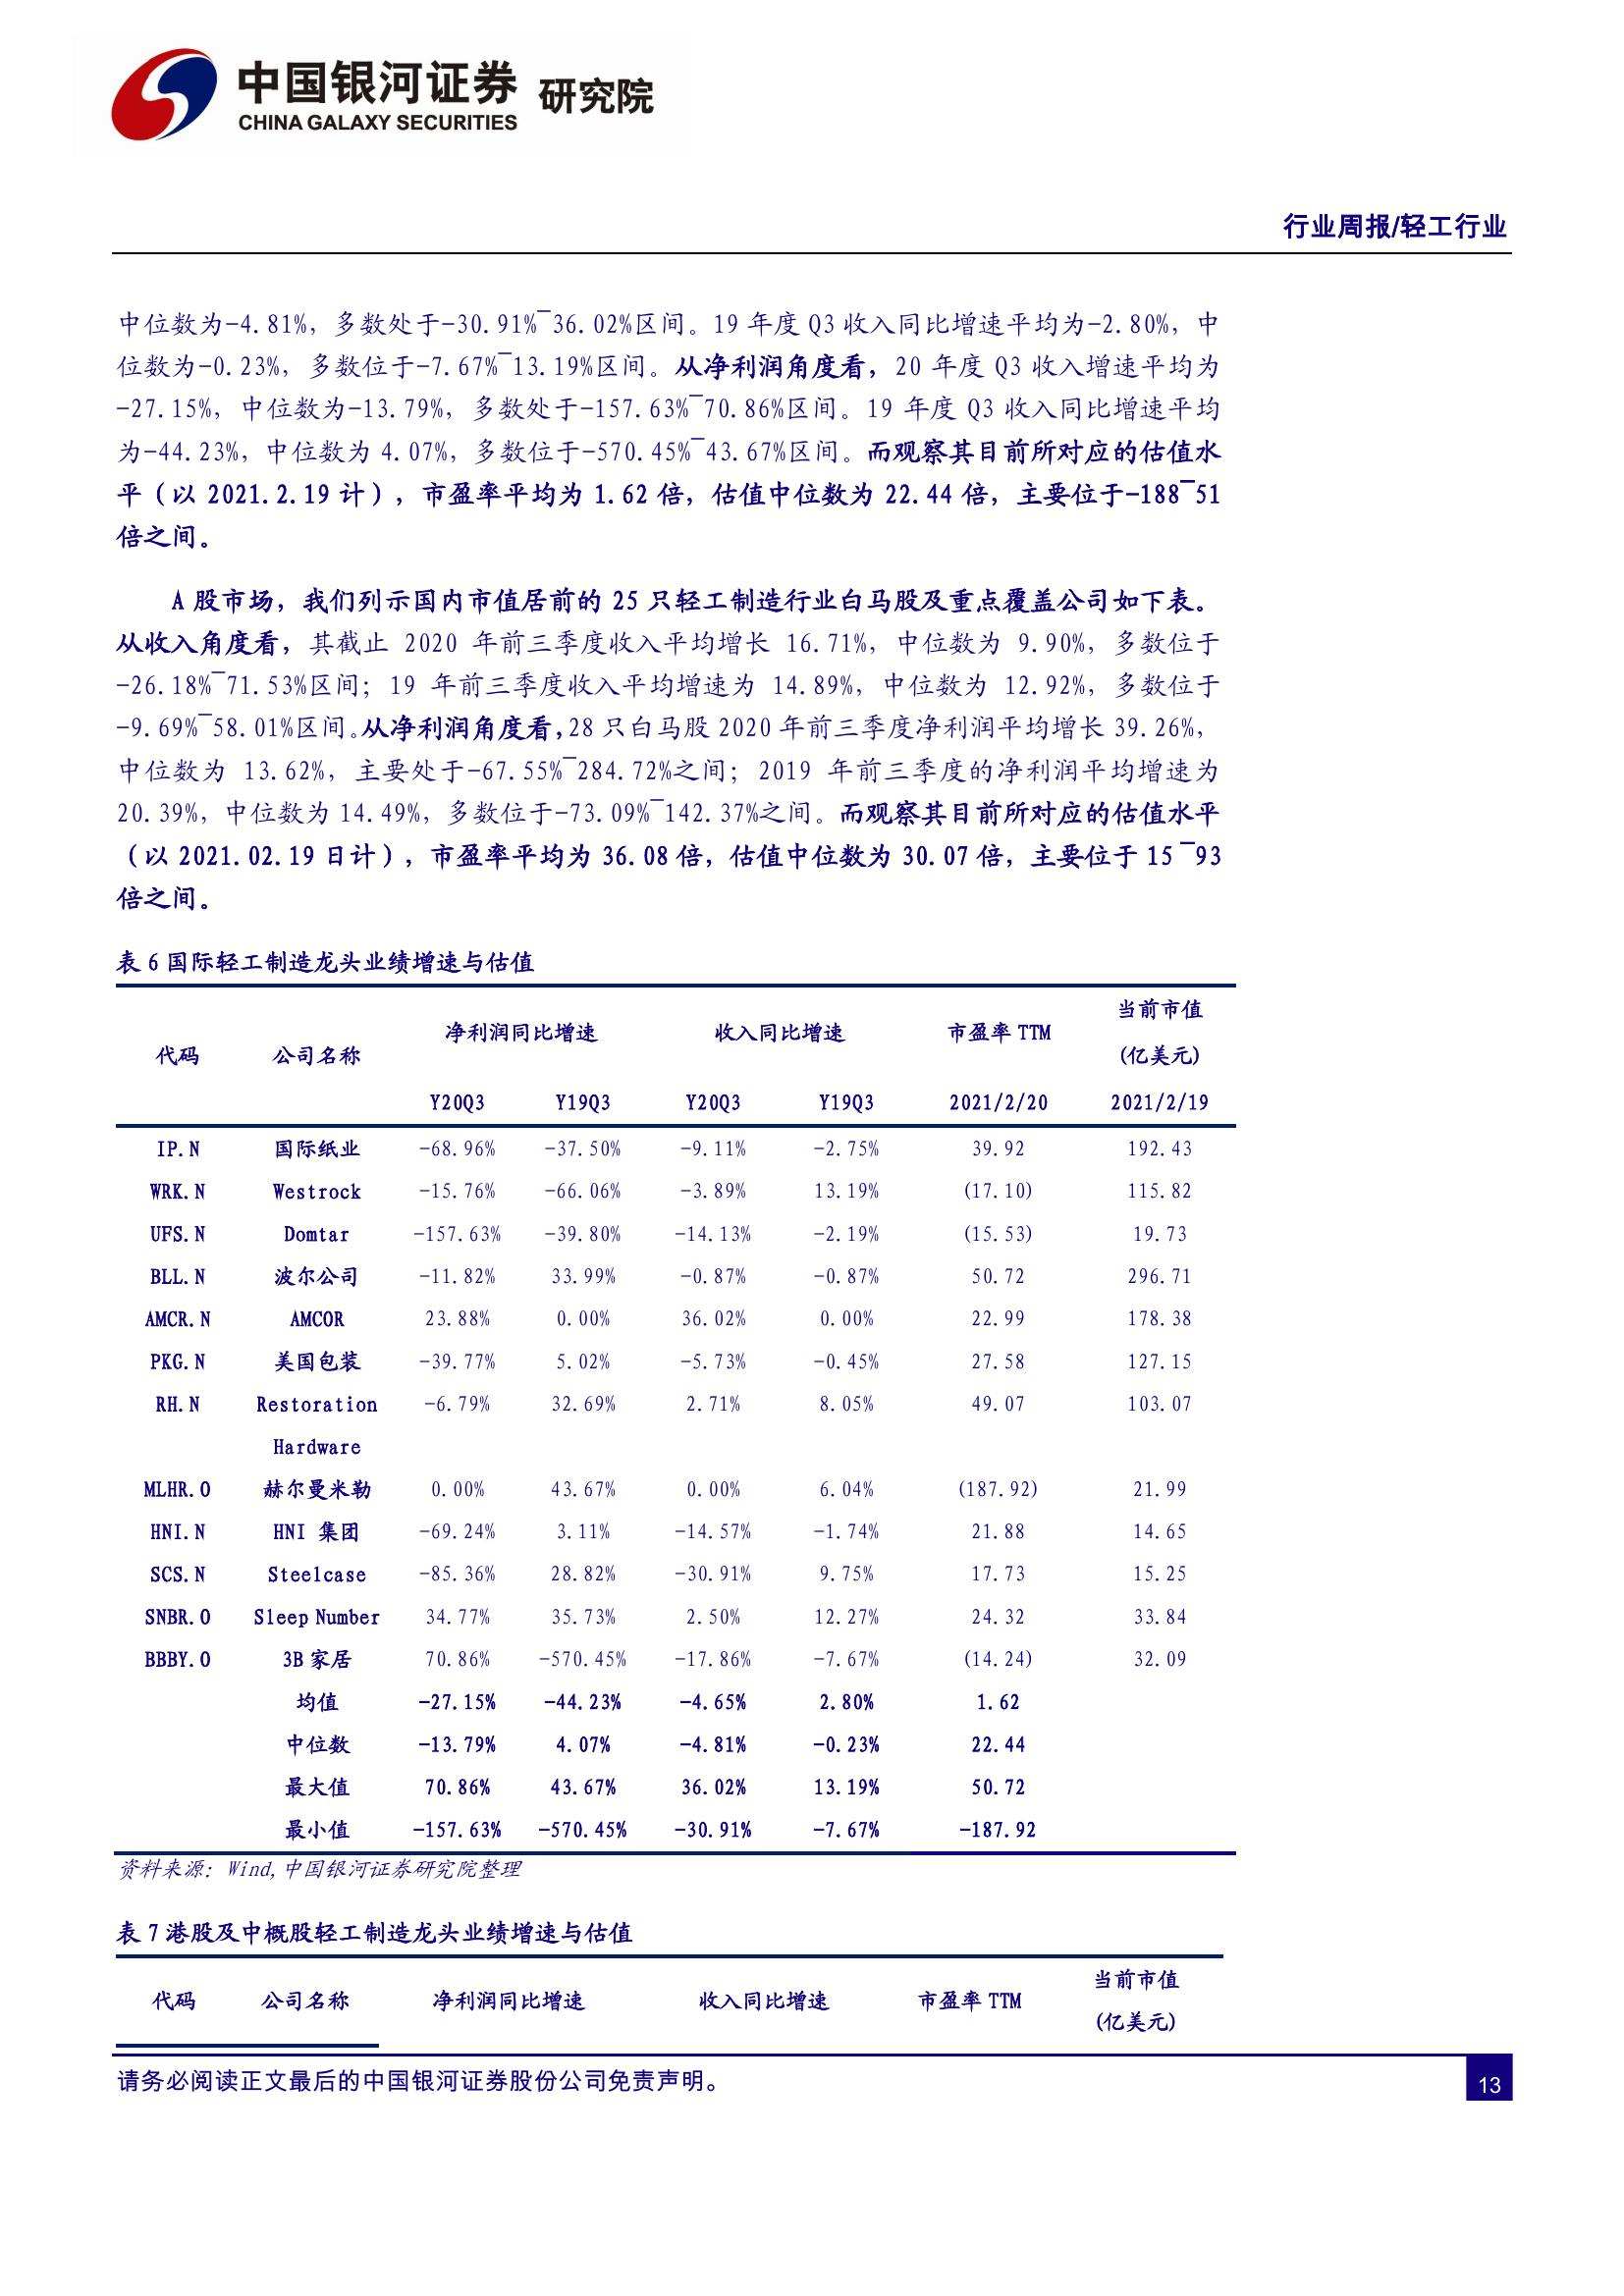 中国银河证券 研究院
CHINA GALAXY SECURITIES
行业周报/轻工行业
中位数为-4.81%，多数处于-30.91%‾36.02%区间。19 年度 Q3 收入同比增速平均为-2.80%，中
位数为-0.23%，多数位于-7.67%‾13.19%区间。从净利润角度看，20 年度 Q3 收入增速平均为
-27.15%，中位数为-13.79%，多数处于-157.63%‾70.86%区间。19 年度 Q3 收入同比增速平均
为-44.23%，中位数为 4.07%，多数位于-570.45%‾43.67%区间。而观察其目前所对应的估值水
平（以 2021.2.19 计），市盈率平均为 1.62 倍，估值中位数为 22.44 倍，主要位于-188‾51
倍之间。
A 股市场，我们列示国内市值居前的 25 只轻工制造行业白马股及重点覆盖公司如下表。
从收入角度看，其截止 2020 年前三季度收入平均增长 16.71%，中位数为 9.90%，多数位于
-26.18%‾71.53%区间；19 年前三季度收入平均增速为 14.89%，中位数为 12.92%，多数位于
-9.69%‾58.01%区间。从净利润角度看，28 只白马股 2020 年前三季度净利润平均增长 39.26%，
中位数为 13.62%，主要处于-67.55%‾284.72%之间；2019 年前三季度的净利润平均增速为
20.39%，中位数为 14.49%，多数位于-73.09%‾142.37%之间。而观察其目前所对应的估值水平
（以 2021.02.19 日计），市盈率平均为 36.08 倍，估值中位数为 30.07 倍，主要位于 15 ‾93
倍之间。
表 6 国际轻工制造龙头业绩增速与估值
代码 公司名称 净利润同比增速 收入同比增速 市盈率 TTM 当前市值
(亿美元)
Y20Q3 Y19Q3 Y20Q3 Y19Q3 2021/2/20 2021/2/19
IP.N 国际纸业 -68.96% -37.50% -9.11% -2.75% 39.92 192.43
WRK.N Westrock -15.76% -66.06% -3.89% 13.19% (17.10) 115.82
UFS.N Domtar -157.63% -39.80% -14.13% -2.19% (15.53) 19.73
BLL.N 波尔公司 -11.82% 33.99% -0.87% -0.87% 50.72 296.71
AMCR.N AMCOR 23.88% 0.00% 36.02% 0.00% 22.99 178.38
PKG.N 美国包装 -39.77% 5.02% -5.73% -0.45% 27.58 127.15
RH.N Restoration -6.79% 32.69% 2.71% 8.05% 49.07 103.07
Hardware
MLHR.O 赫尔曼米勒 0.00% 43.67% 0.00% 6.04% (187.92) 21.99
HNI.N HNI 集团 -69.24% 3.11% -14.57% -1.74% 21.88 14.65
SCS.N Steelcase -85.36% 28.82% -30.91% 9.75% 17.73 15.25
SNBR.O Sleep Number 34.77% 35.73% 2.50% 12.27% 24.32 33.84
BBBY.O 3B 家居 70.86% -570.45% -17.86% -7.67% (14.24) 32.09
均值 -27.15% -44.23% -4.65% 2.80% 1.62
中位数 -13.79% 4.07% -4.81% -0.23% 22.44
最大值 70.86% 43.67% 36.02% 13.19% 50.72
最小值 -157.63% -570.45% -30.91% -7.67% -187.92
资料来源：Wind,中国银河证券研究院整理
表 7 港股及中概股轻工制造龙头业绩增速与估值
代码 公司名称 净利润同比增速 收入同比增速 市盈率 TTM 当前市值
(亿美元)
请务必阅读正文最后的中国银河证券股份公司免责声明。
13